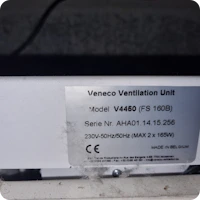 Veneco Ventilation Unit
Model V4450 (FS 160B)
Serie Nr. AHA01 14.15.256
230V-50Hz/60Hz (MAX 2 x 165W)
CE MADE IN BELGIUM